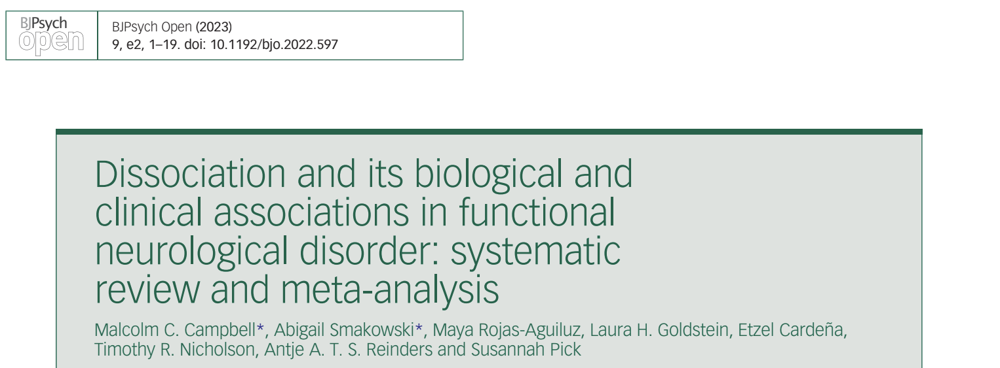 BJPsych
open
BJPsych Open (2023)
9, e2, 1–19. doi: 10.1192/bjo.2022.597
Dissociation and its biological and
clinical associations in functional
neurological disorder: systematic
review and meta-analysis
Malcolm C. Campbell*, Abigail Smakowski*, Maya Rojas-Aguiluz, Laura H. Goldstein, Etzel Cardeña,
Timothy R. Nicholson, Antje A. T. S. Reinders and Susannah Pick